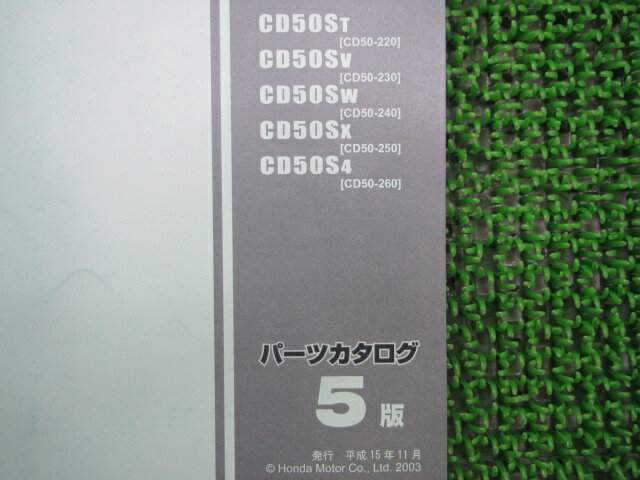 CD50ST
[CD50-220]
CD50SV
[CD50-230]
CD50SW
[CD50-240]
CD50SX
[CD50-250]
CD50S4
[CD50-260]
パーツカタログ
5版
発行 平成15年11月
© Honda Motor Co., Ltd. 2003